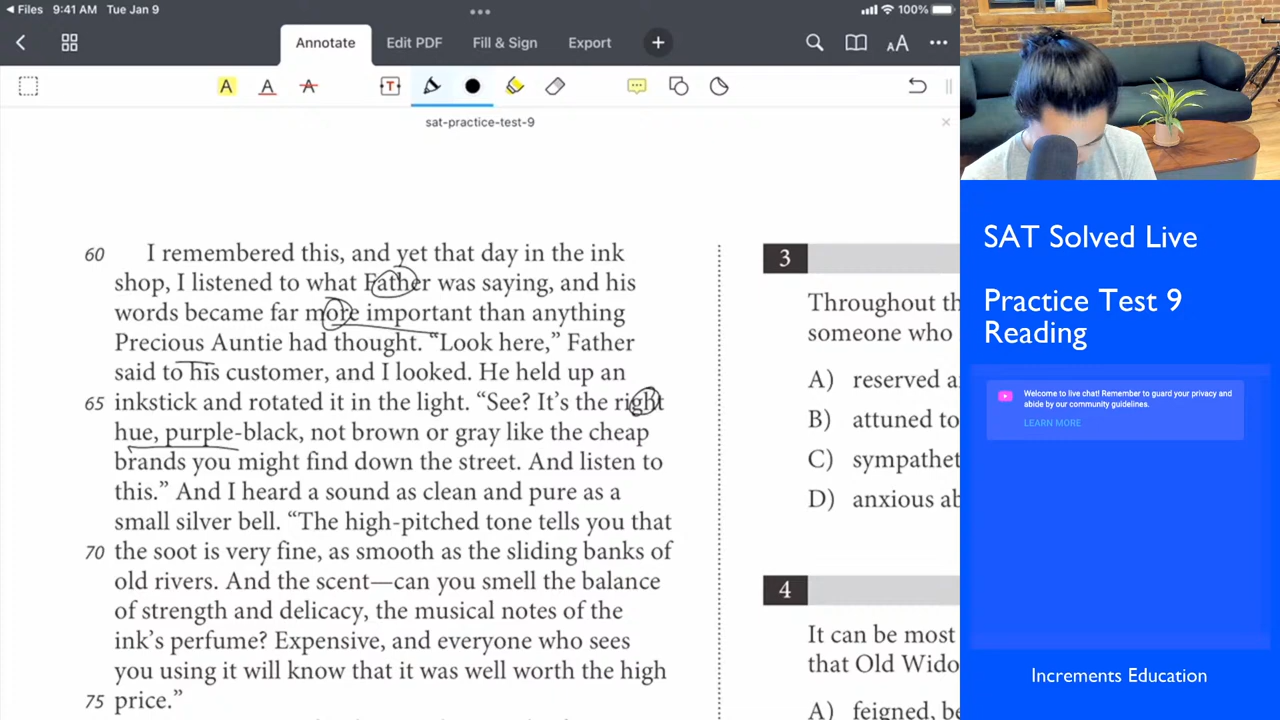 Files 9:41 AM Tue Jan 9 100%
Annotate Edit PDF Fill & Sign Export
sat-practice-test-9
60 I remembered this, and yet that day in the ink
shop, I listened to what Father was saying, and his
words became far more important than anything
Precious Auntie had thought. “Look here,” Father
said to his customer, and I looked. He held up an
65 inkstick and rotated it in the light. “See? It’s the right
hue, purple-black, not brown or gray like the cheap
brands you might find down the street. And listen to
this.” And I heard a sound as clean and pure as a
small silver bell. “The high-pitched tone tells you that
70 the soot is very fine, as smooth as the sliding banks of
old rivers. And the scent—can you smell the balance
of strength and delicacy, the musical notes of the
ink’s perfume? Expensive, and everyone who sees
you using it will know that it was well worth the high
75 price.”
3
Throughout th
someone who
A) reserved a
B) attuned to
C) sympathet
D) anxious ab
4
It can be most
that Old Wido
A) feigned, be
SAT Solved Live
Practice Test 9
Reading
Welcome to live chat! Remember to guard your privacy and
abide by our community guidelines.
LEARN MORE
Increments Education